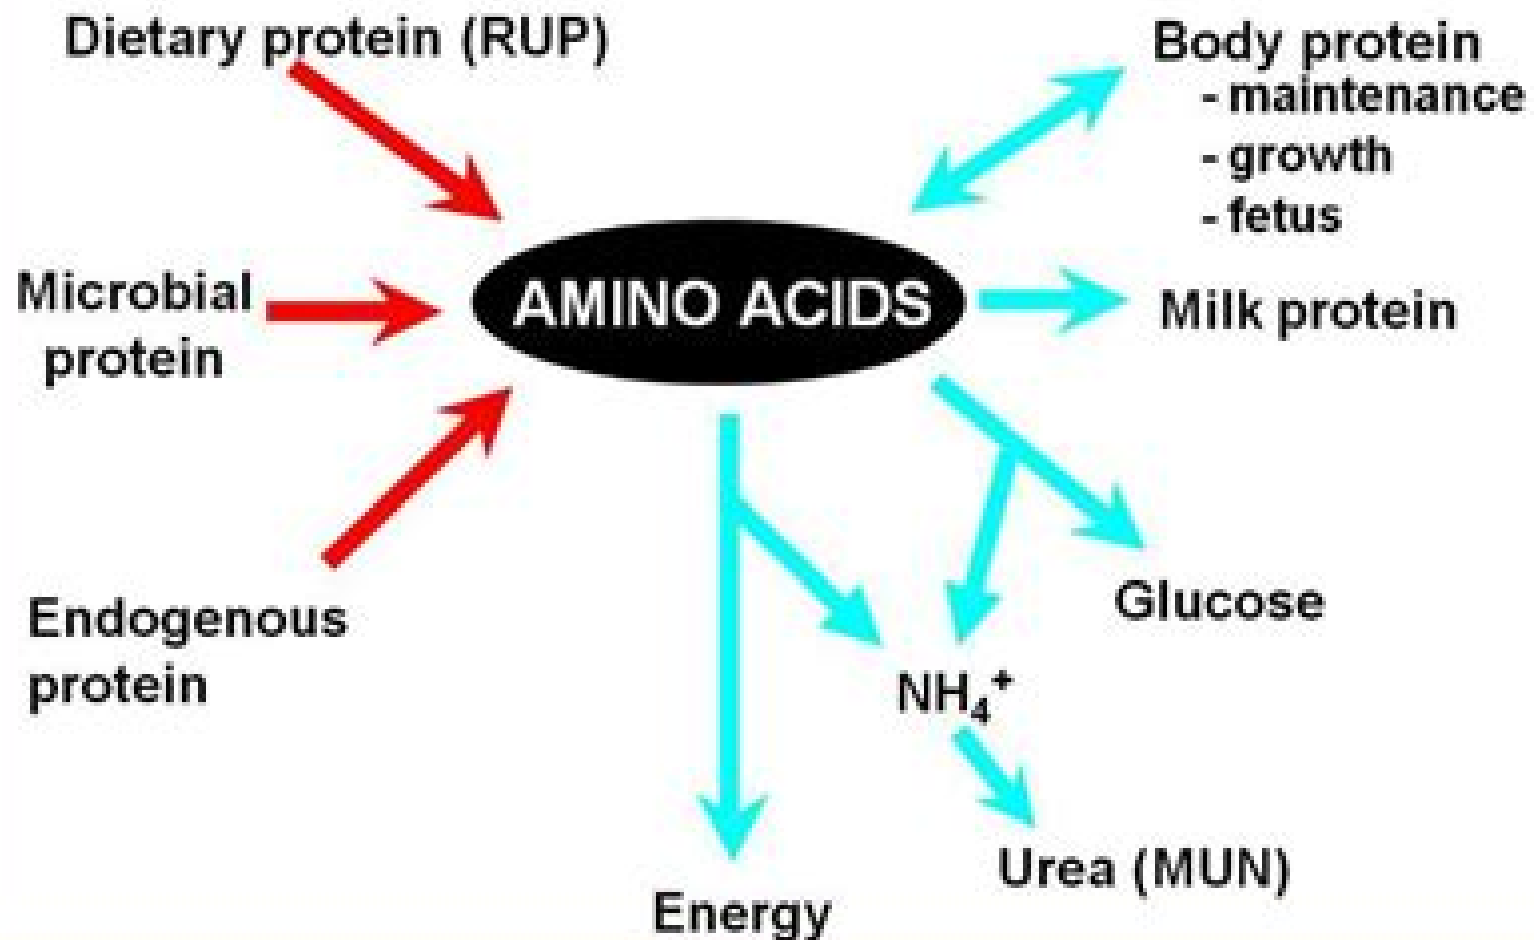 Dietary protein (RUP)
Body protein
- maintenance
- growth
- fetus
Microbial
protein
AMINO ACIDS
Milk protein
Endogenous
protein
Glucose
NH₄⁺
Urea (MUN)
Energy